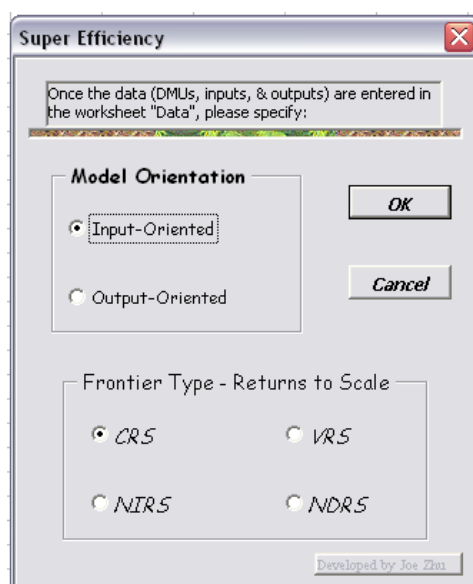 Super Efficiency
Once the data (DMUs, inputs, & outputs) are entered in
the worksheet "Data", please specify:
Model Orientation
Input-Oriented
Output-Oriented
OK
Cancel
Frontier Type - Returns to Scale
CRS
VRS
NIRS
NDRS
Developed by Joe Zhu